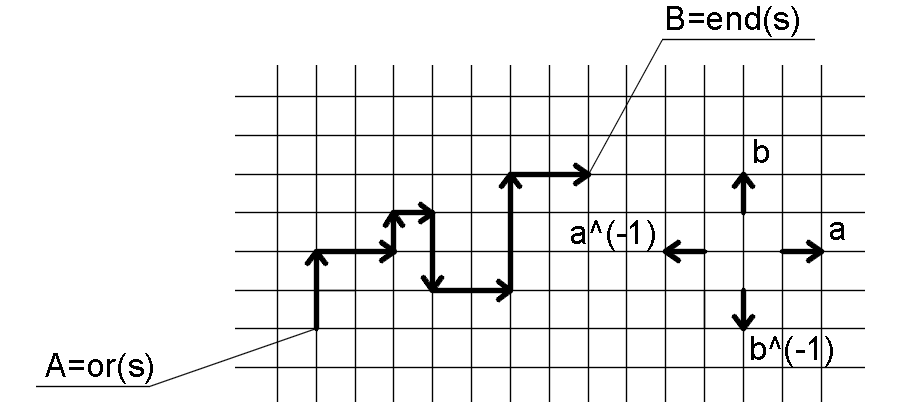 B=end(s)
b
a^(-1)
a
b^(-1)
A=or(s)